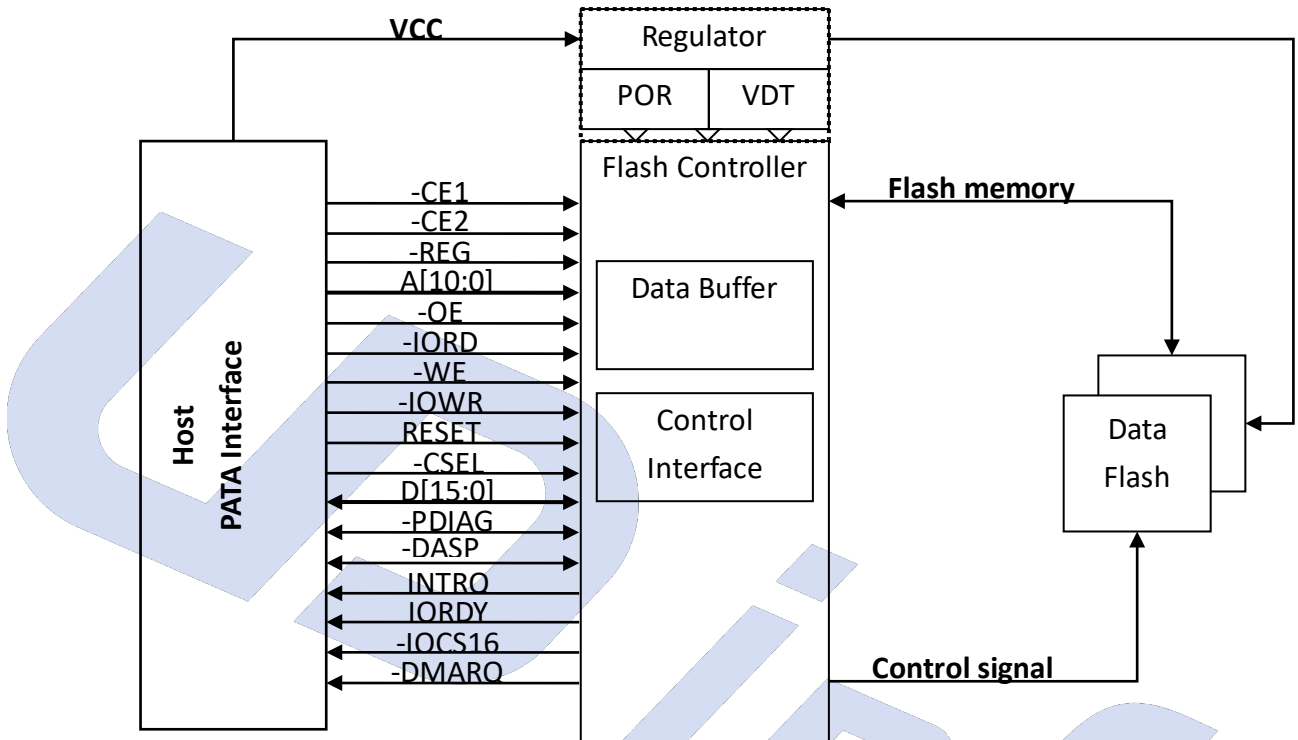 VCC
Regulator
POR
VDT
Flash Controller
-CE1
-CE2
-REG
A[10:0]
-OE
-IORD
-WE
-IOWR
RESET
-CSEL
D[15:0]
-PDIAG
-DASP
INTRQ
IORDY
-IOCS16
-DMARQ
Host
PATA Interface
Data Buffer
Control
Interface
Flash memory
Data
Flash
Control signal